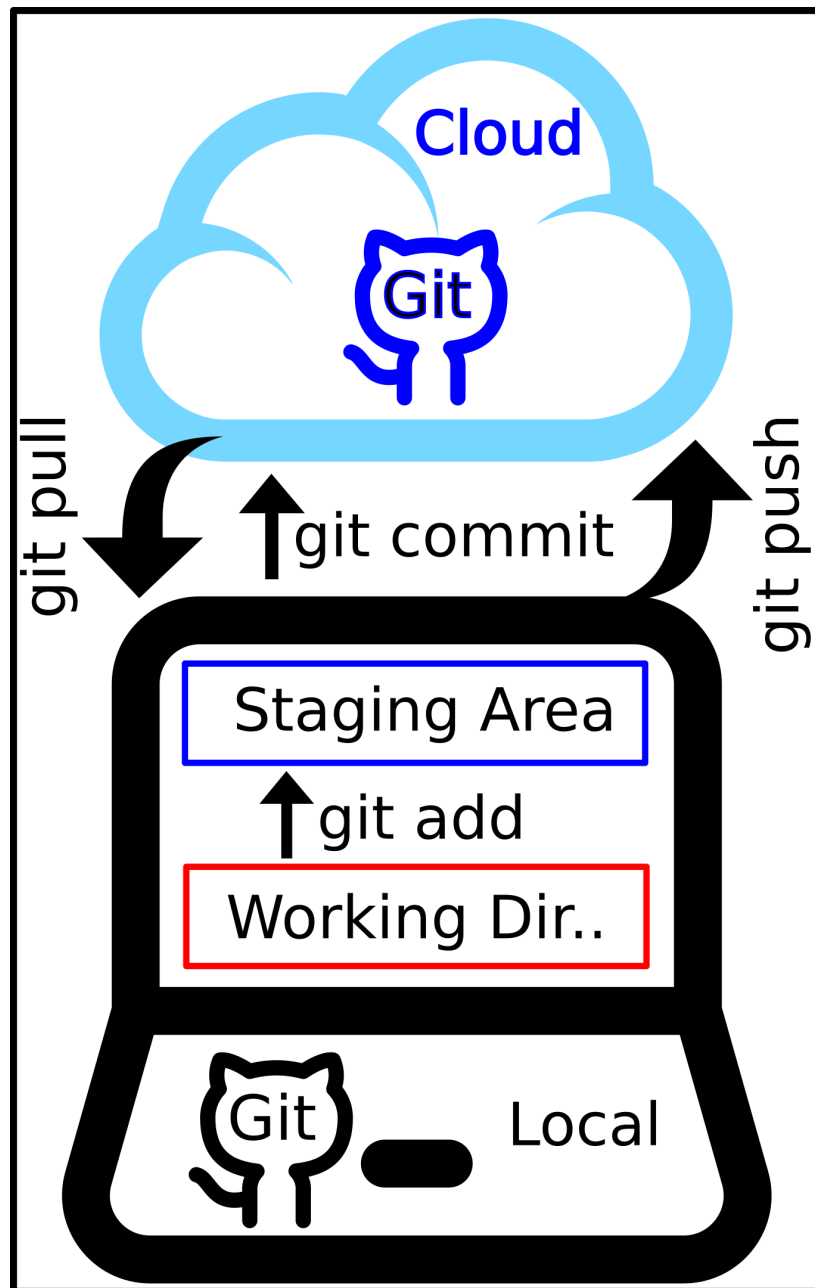 Cloud
Git
git pull
git commit
git push
Staging Area
git add
Working Dir..
Git
Local